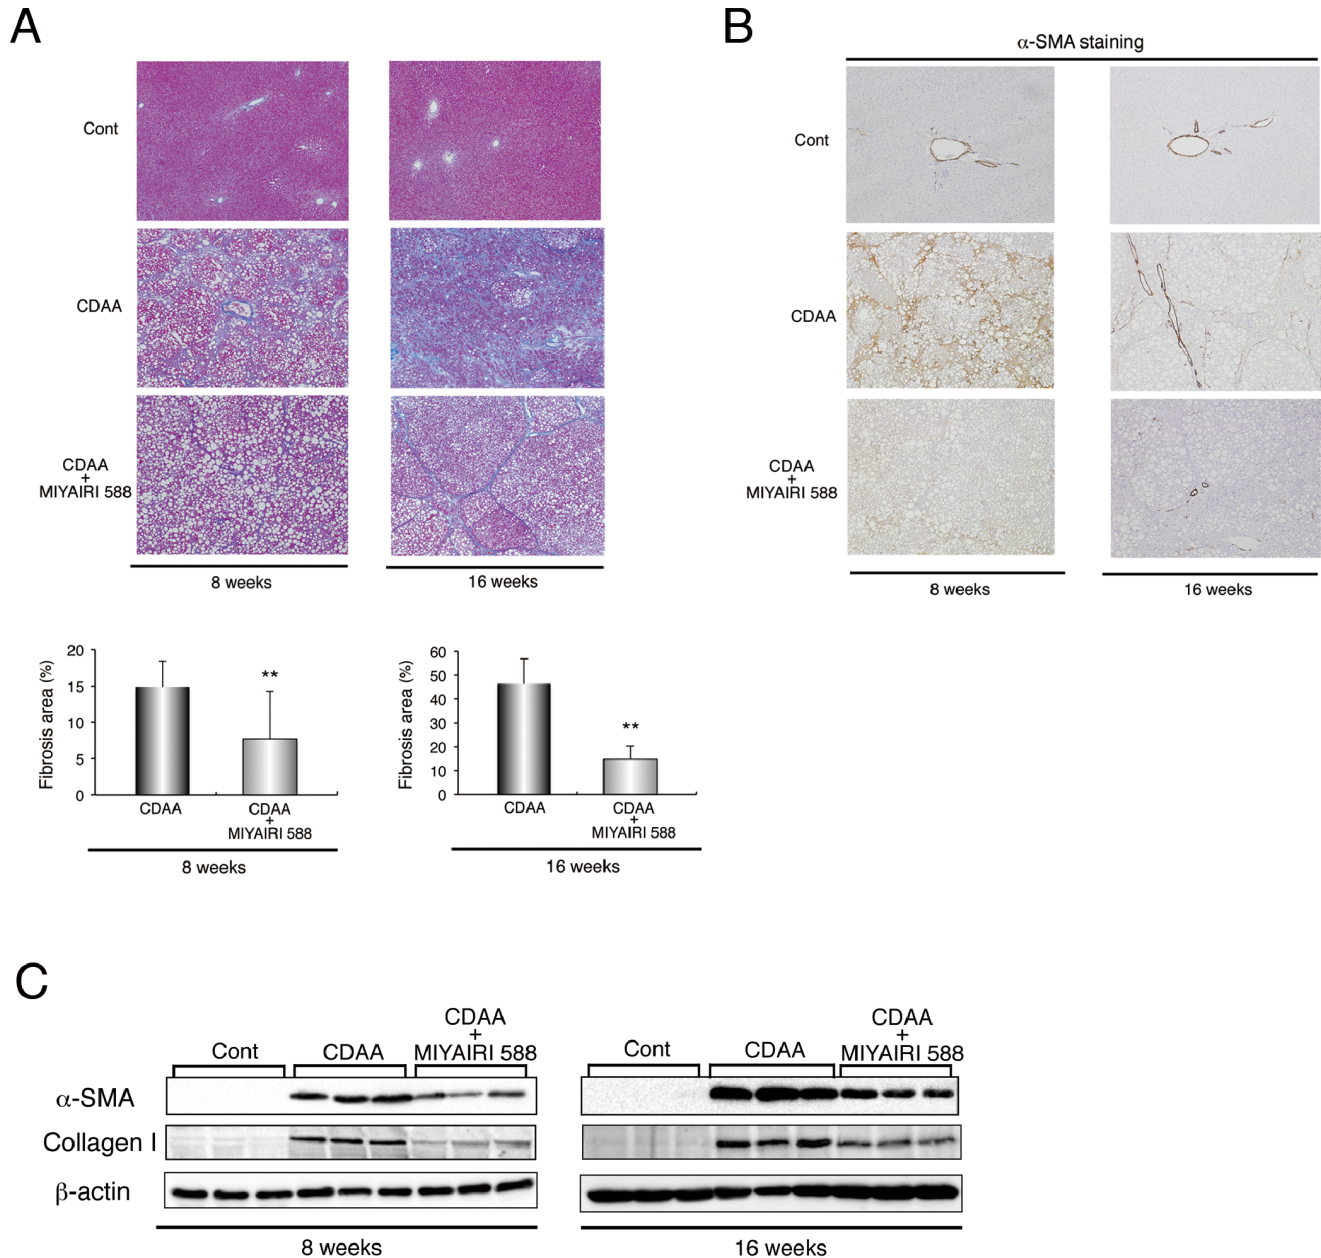 A
Cont
CDAA
CDAA
+
MIYAIRI 588
8 weeks
16 weeks
20
15
10
5
0
Fibrosis area (%)
**
CDAA
CDAA
+
MIYAIRI 588
8 weeks
60
50
40
30
20
10
0
Fibrosis area (%)
**
CDAA
CDAA
+
MIYAIRI 588
16 weeks
B
α-SMA staining
Cont
CDAA
CDAA
+
MIYAIRI 588
8 weeks
16 weeks
C
Cont
CDAA
CDAA
+
MIYAIRI 588
Cont
CDAA
CDAA
+
MIYAIRI 588
α-SMA
Collagen I
β-actin
8 weeks
16 weeks